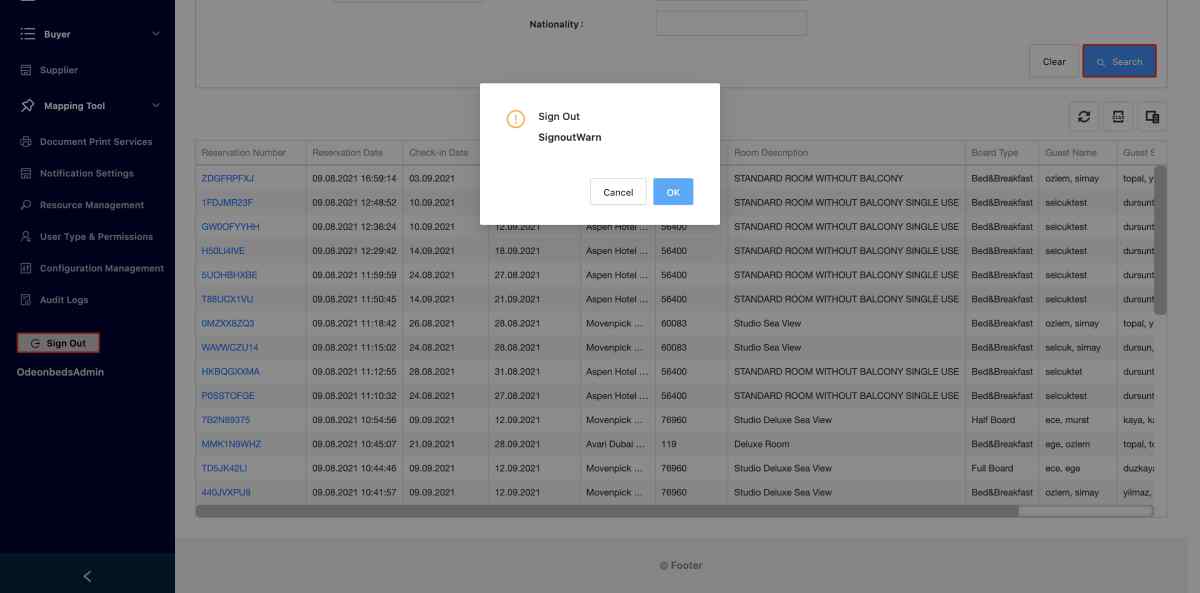 Buyer
Supplier
Mapping Tool
Document Print Services
Notification Settings
Resource Management
User Type & Permissions
Configuration Management
Audit Logs
Sign Out
OdeonbedsAdmin
Nationality :
Clear
Search
Sign Out
SignoutWarn
Cancel
OK
Reservation Number Reservation Date Check-in Date Room Description Board Type Guest Name Guest S
ZDGFRPFXJ 09.08.2021 16:59:14 03.09.2021 STANDARD ROOM WITHOUT BALCONY Bed&Breakfast ozlem, simay topal, y
1FDJMR23F 09.08.2021 12:48:52 10.09.2021 STANDARD ROOM WITHOUT BALCONY SINGLE USE Bed&Breakfast selcuktest dursunt
GW0OFYYHH 09.08.2021 12:36:24 10.09.2021 12.09.2021 Aspen Hotel ... 56400 STANDARD ROOM WITHOUT BALCONY SINGLE USE Bed&Breakfast selcuktest dursunt
H50LI4IVE 09.08.2021 12:29:42 14.09.2021 18.09.2021 Aspen Hotel ... 56400 STANDARD ROOM WITHOUT BALCONY SINGLE USE Bed&Breakfast selcuktest dursunt
5UOHBHXBE 09.08.2021 11:59:59 24.08.2021 27.08.2021 Aspen Hotel ... 56400 STANDARD ROOM WITHOUT BALCONY SINGLE USE Bed&Breakfast selcuktest dursunt
T88UCX1VU 09.08.2021 11:50:45 14.09.2021 21.09.2021 Aspen Hotel ... 56400 STANDARD ROOM WITHOUT BALCONY SINGLE USE Bed&Breakfast selcuktest dursunt
0MZXX8ZQ3 09.08.2021 11:18:42 26.08.2021 28.08.2021 Movenpick ... 60083 Studio Sea View Bed&Breakfast ozlem, simay topal, y
WAVWCZU14 09.08.2021 11:15:02 24.08.2021 28.08.2021 Movenpick ... 60083 Studio Sea View Bed&Breakfast selcuk, simay dursun,
HKBQGXXMA 09.08.2021 11:12:55 28.08.2021 31.08.2021 Aspen Hotel ... 56400 STANDARD ROOM WITHOUT BALCONY SINGLE USE Bed&Breakfast selcuktet dursunt
P0SSTCFGE 09.08.2021 11:10:32 24.08.2021 27.08.2021 Aspen Hotel ... 56400 STANDARD ROOM WITHOUT BALCONY SINGLE USE Bed&Breakfast selcuktest dursunt
7B2N89375 09.08.2021 10:54:56 09.09.2021 12.09.2021 Movenpick ... 76960 Studio Deluxe Sea View Half Board ece, murst kaya, k
MMK1N9WHZ 09.08.2021 10:45:07 21.09.2021 28.09.2021 Avari Dubai ... 119 Deluxe Room Bed&Breakfast ege, ozlem topal, to
TD5JK42LI 09.08.2021 10:44:46 09.09.2021 12.09.2021 Movenpick ... 76960 Studio Deluxe Sea View Full Board ece, ege duzkay
440JVXPU8 09.08.2021 10:41:57 09.09.2021 12.09.2021 Movenpick ... 76960 Studio Deluxe Sea View Bed&Breakfast ozlem, simay yilmaz,
© Footer